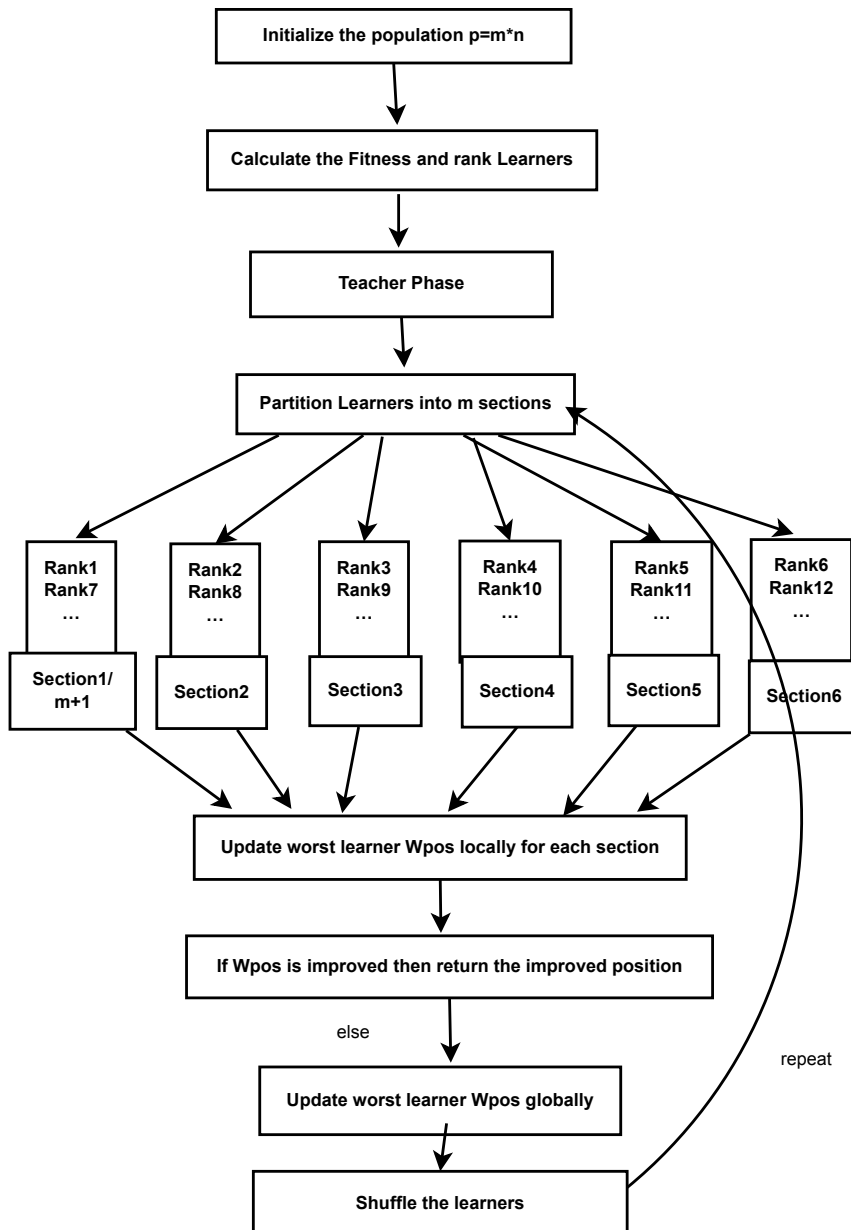 Initialize the population p=m*n
Calculate the Fitness and rank Learners
Teacher Phase
Partition Learners into m sections
Rank1
Rank7
...
Rank2
Rank8
...
Rank3
Rank9
...
Rank4
Rank10
...
Rank5
Rank11
...
Rank6
Rank12
...
Section1/
m+1
Section2
Section3
Section4
Section5
Section6
Update worst learner Wpos locally for each section
If Wpos is improved then return the improved position
else
repeat
Update worst learner Wpos globally
Shuffle the learners